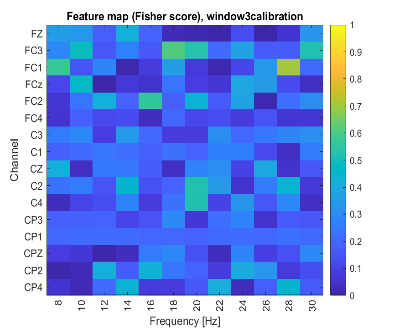 Feature map (Fisher score), window3calibration
FZ
FC3
FC1
FCz
FC2
FC4
C3
C1
CZ
C2
C4
CP3
CP1
CPZ
CP2
CP4
Channel
8 10 12 14 16 18 20 22 24 26 28 30
Frequency [Hz]
1
0.9
0.8
0.7
0.6
0.5
0.4
0.3
0.2
0.1
0